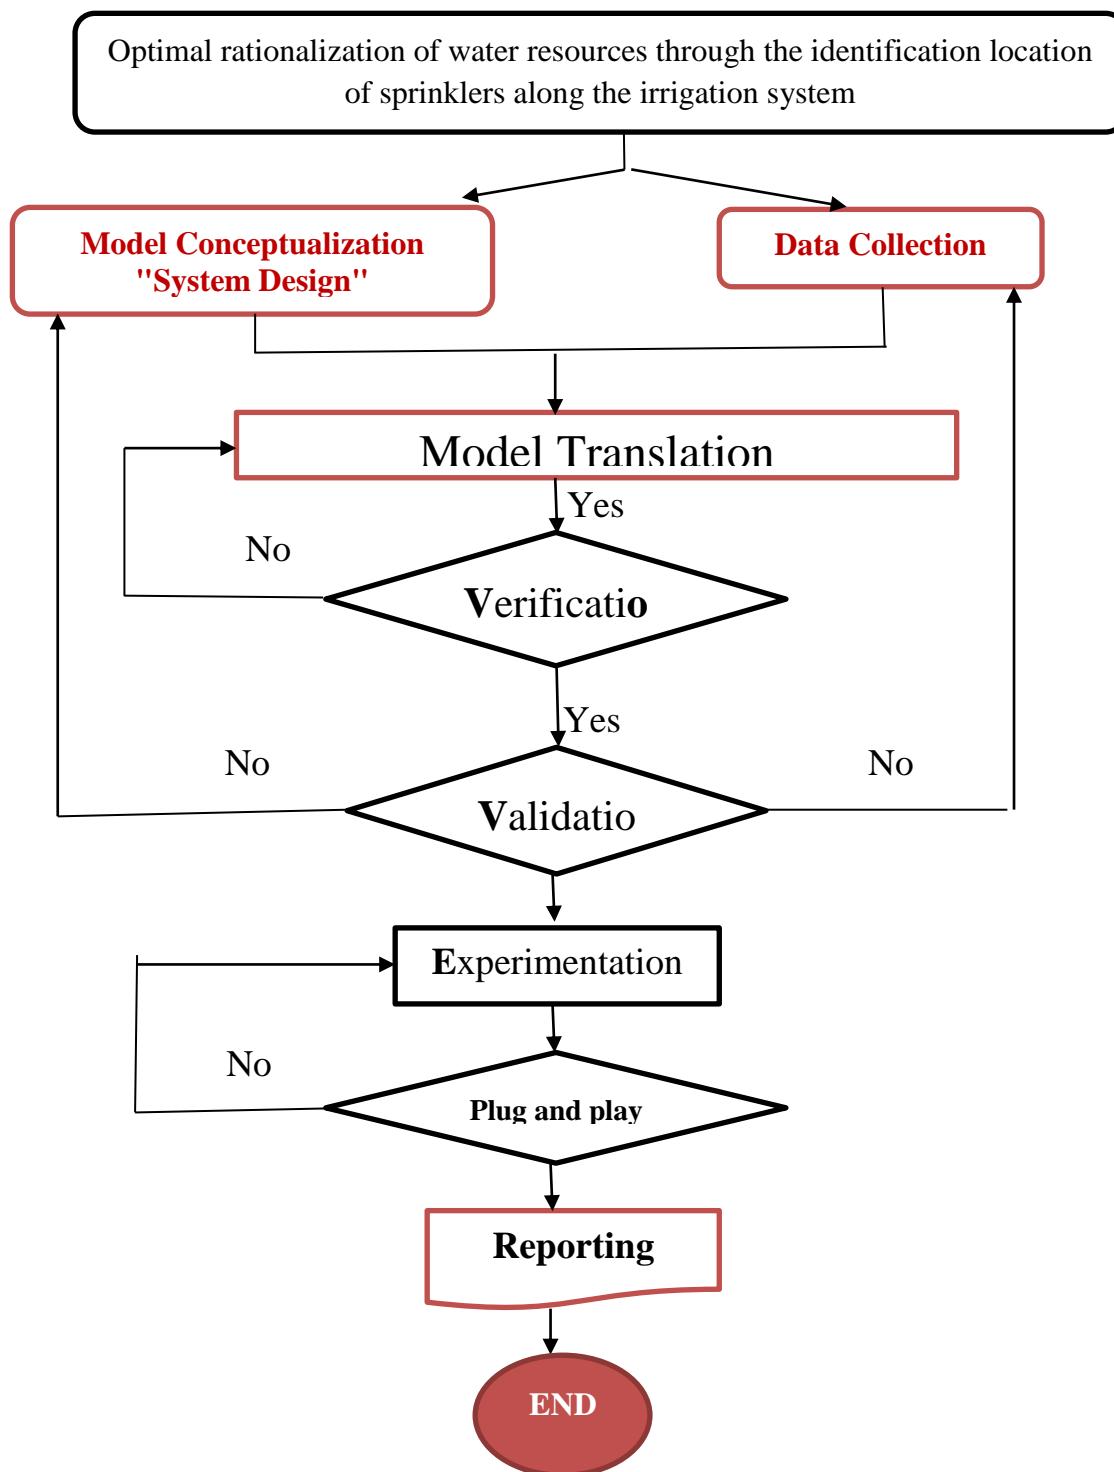 Optimal rationalization of water resources through the identification location
of sprinklers along the irrigation system
Model Conceptualization
"System Design"
Data Collection
Model Translation
Yes
No
Verificatio
Yes
No
No
Validatio
Experimentation
No
Plug and play
Reporting
END